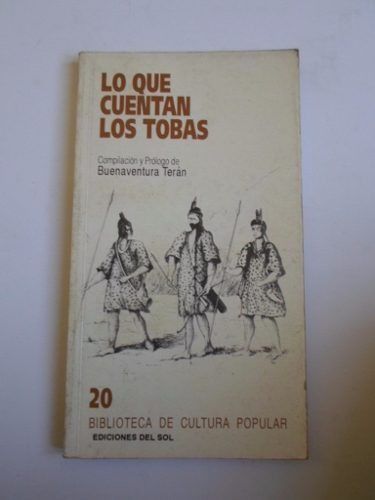 LO QUE
CUENTAN
LOS TOBAS
Compilación y Prólogo de
Buenaventura Terán
20
BIBLIOTECA DE CULTURA POPULAR
EDICIONES DEL SOL